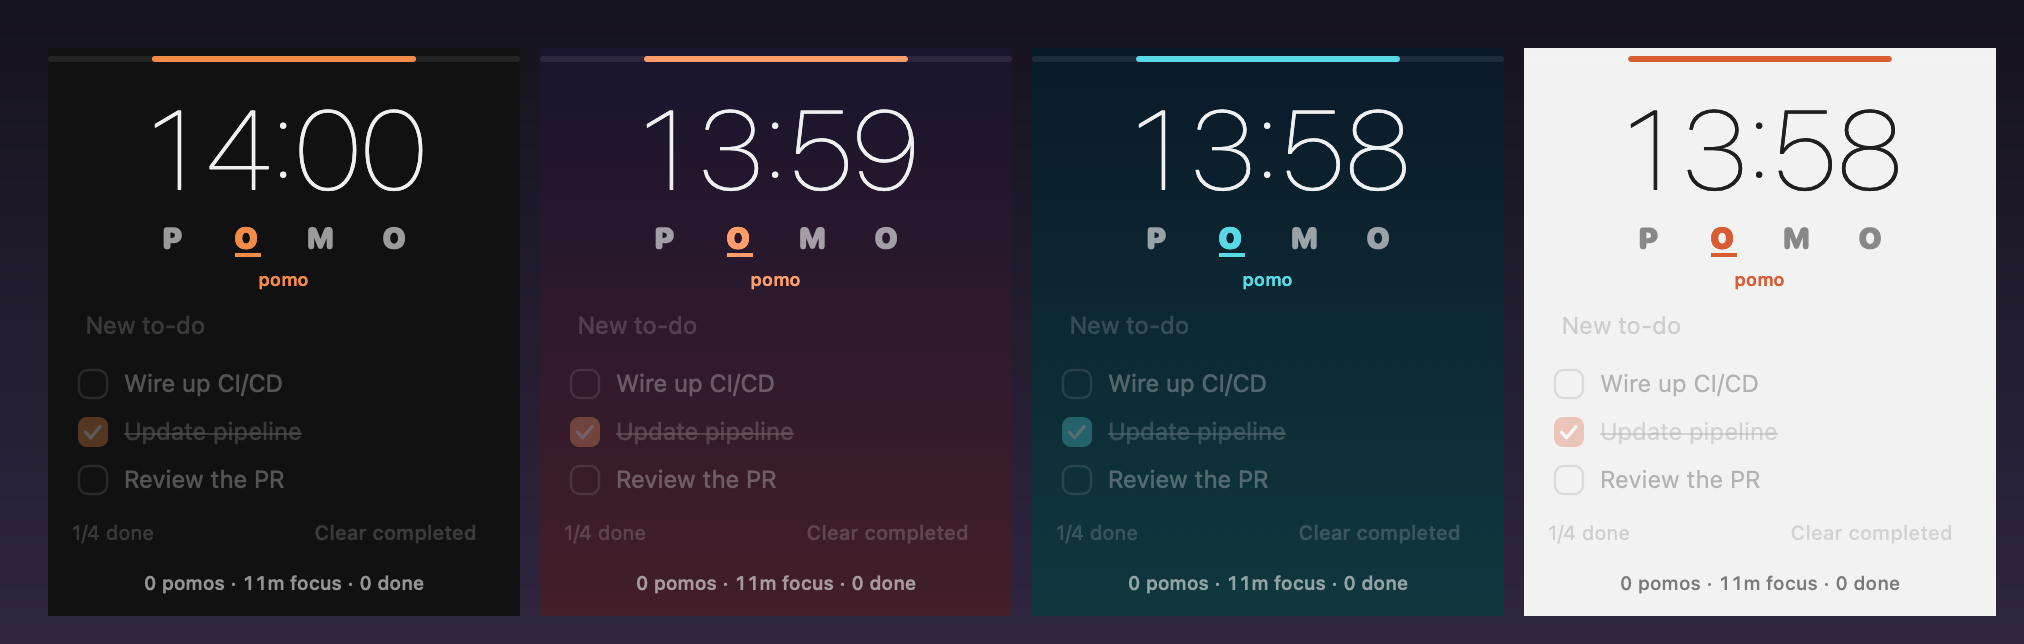 14:00
P O M O
pomo
New to-do
Wire up CI/CD
Update pipeline
Review the PR
1/4 done Clear completed
0 pomos · 11m focus · 0 done
13:59
P O M O
pomo
New to-do
Wire up CI/CD
Update pipeline
Review the PR
1/4 done Clear completed
0 pomos · 11m focus · 0 done
13:58
P O M O
pomo
New to-do
Wire up CI/CD
Update pipeline
Review the PR
1/4 done Clear completed
0 pomos · 11m focus · 0 done
13:58
P O M O
pomo
New to-do
Wire up CI/CD
Update pipeline
Review the PR
1/4 done Clear completed
0 pomos · 11m focus · 0 done